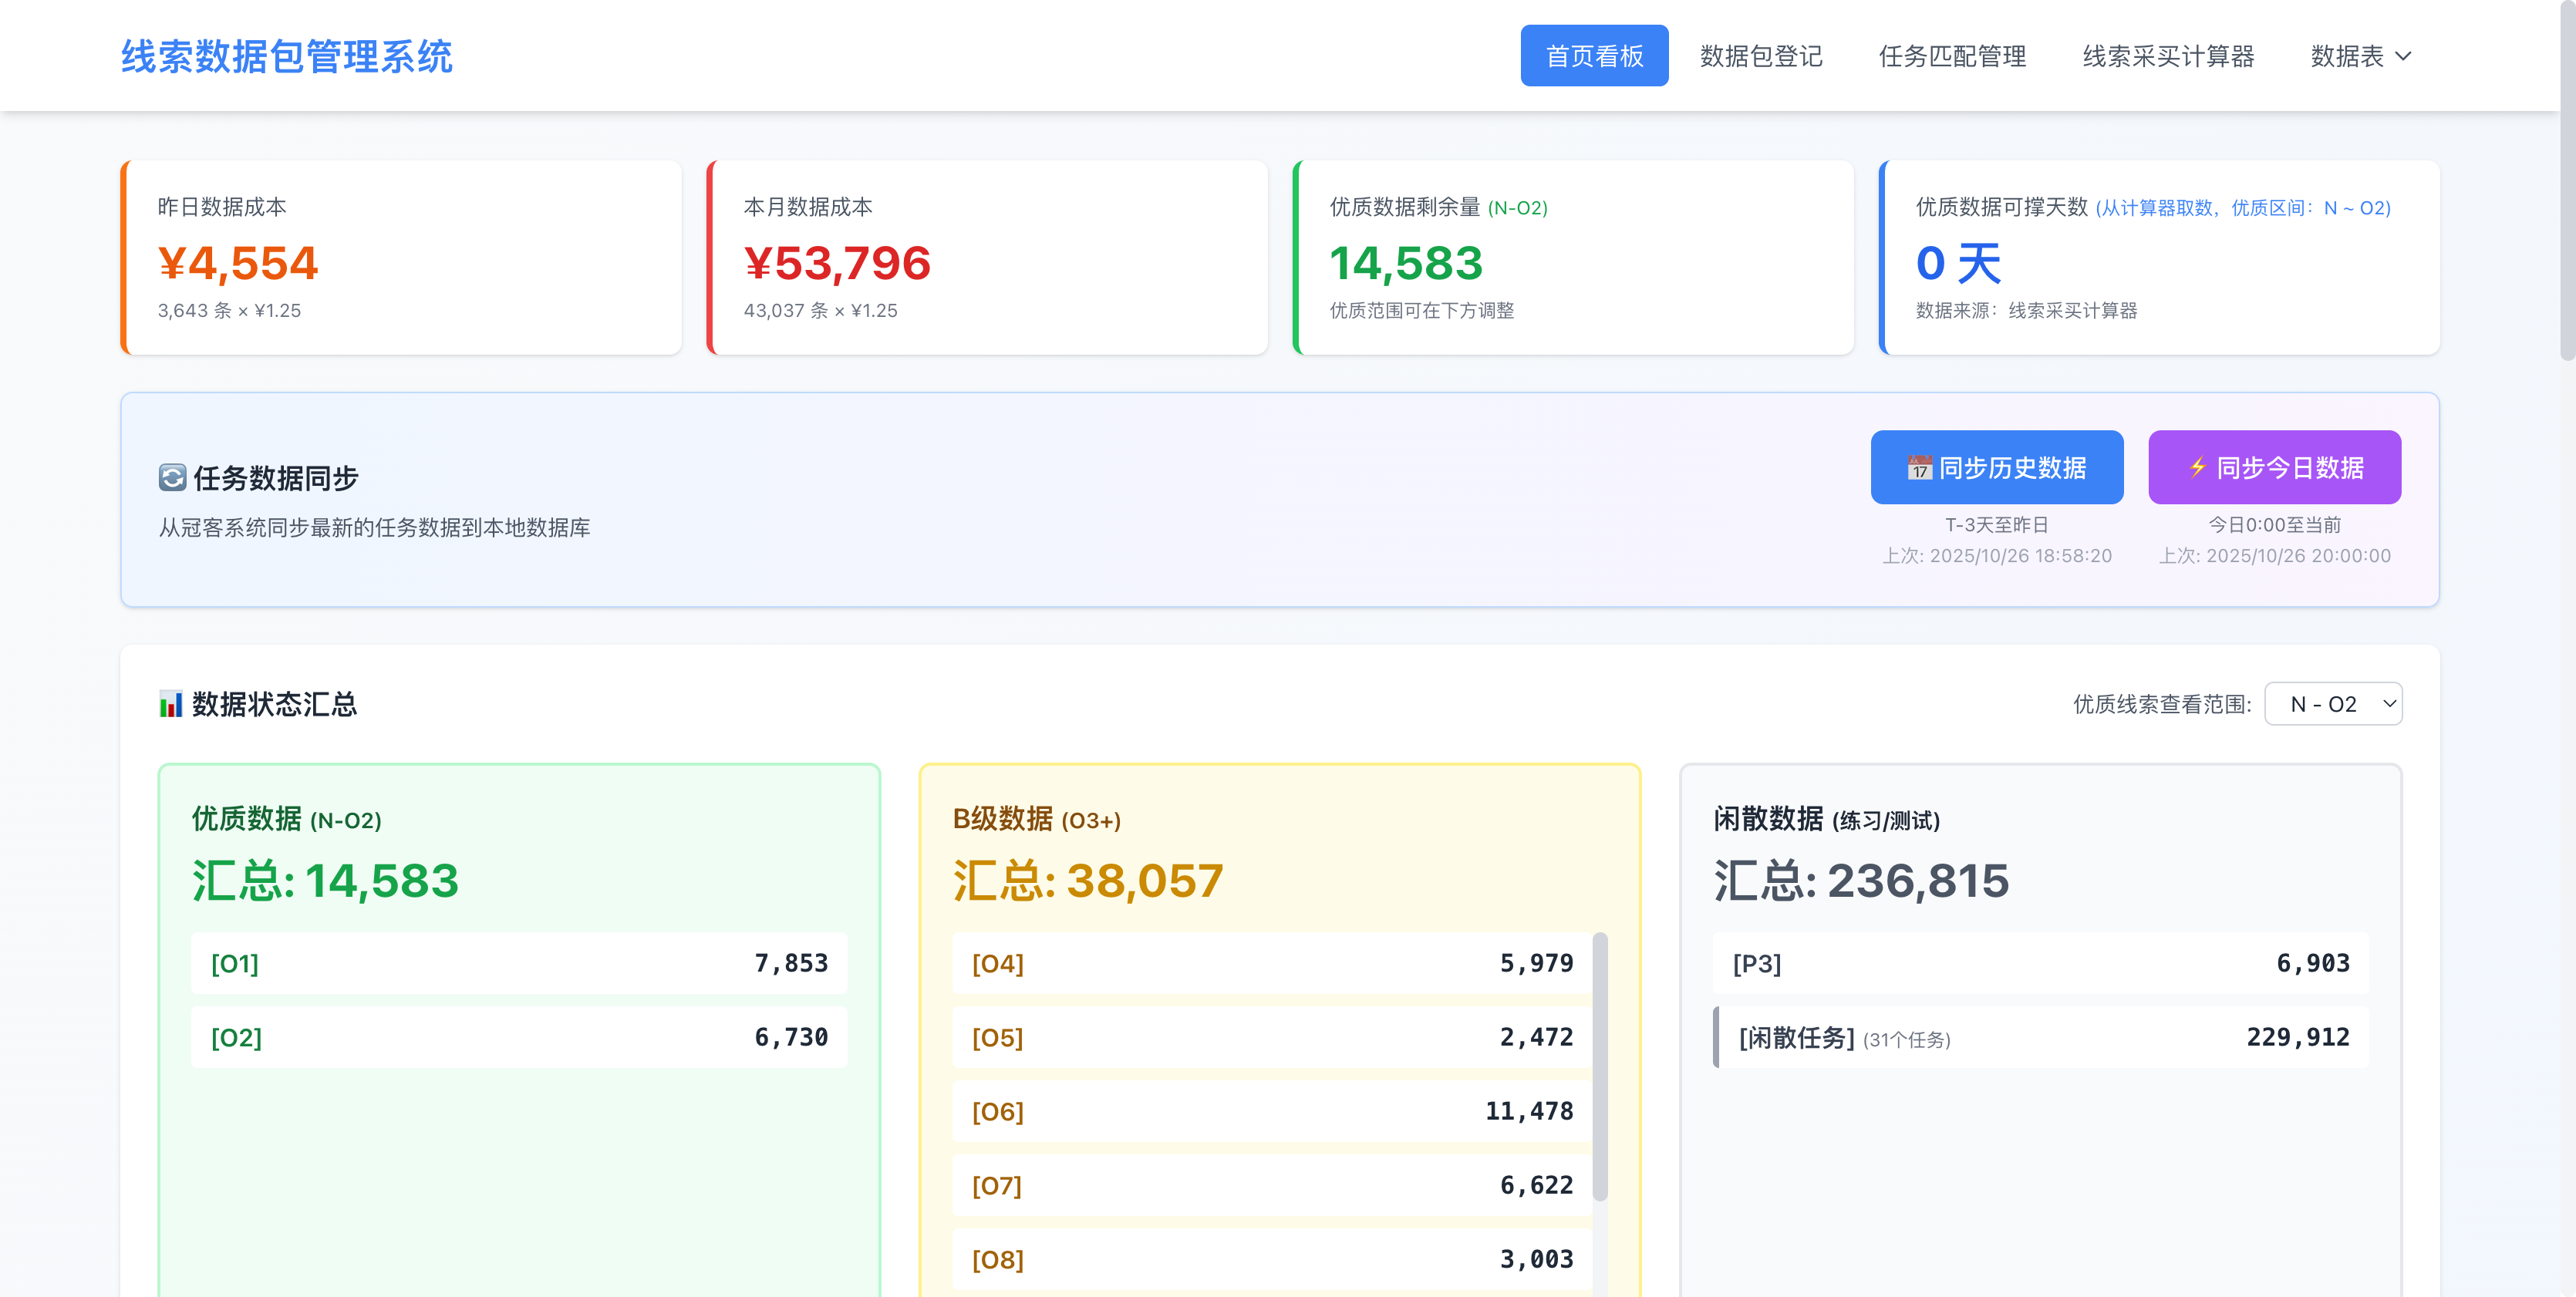 线索数据包管理系统
首页看板 数据包登记 任务匹配管理 线索采买计算器 数据表
昨日数据成本
¥4,554
3,643 条 × ¥1.25
本月数据成本
¥53,796
43,037 条 × ¥1.25
优质数据剩余量 (N-O2)
14,583
优质范围可在下方调整
优质数据可撑天数 (从计算器取数，优质区间：N ~ O2)
0 天
数据来源：线索采买计算器
任务数据同步
从冠客系统同步最新的任务数据到本地数据库
17 同步历史数据
T-3天至昨日
上次: 2025/10/26 18:58:20
同步今日数据
今日0:00至当前
上次: 2025/10/26 20:00:00
数据状态汇总
优质线索查看范围: N - O2
优质数据 (N-O2)
汇总: 14,583
[O1] 7,853
[O2] 6,730
B级数据 (O3+)
汇总: 38,057
[O4] 5,979
[O5] 2,472
[O6] 11,478
[O7] 6,622
[O8] 3,003
闲散数据 (练习/测试)
汇总: 236,815
[P3] 6,903
[闲散任务] (31个任务) 229,912